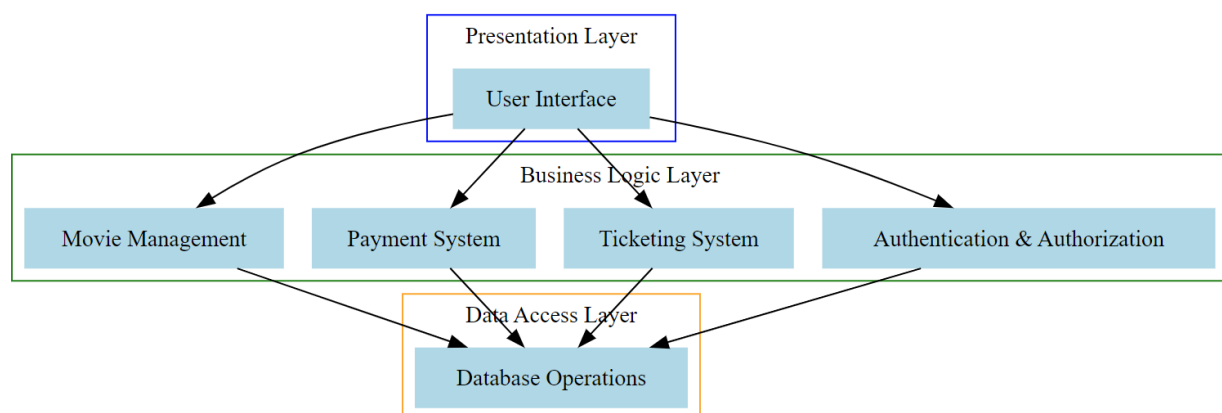 Presentation Layer
User Interface
Business Logic Layer
Movie Management
Payment System
Ticketing System
Authentication & Authorization
Data Access Layer
Database Operations